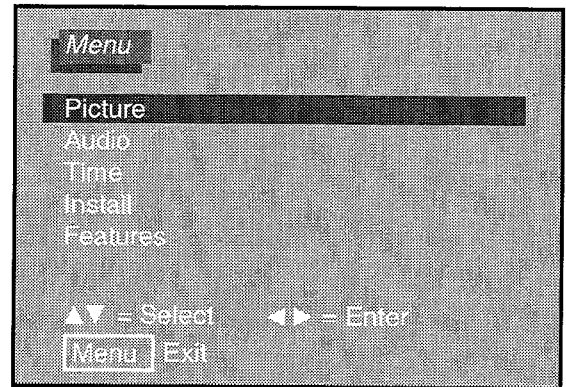 Menu
Picture
Audio
Time
Install
Features
▲▼ = Select ◀▶ = Enter
Menu Exit